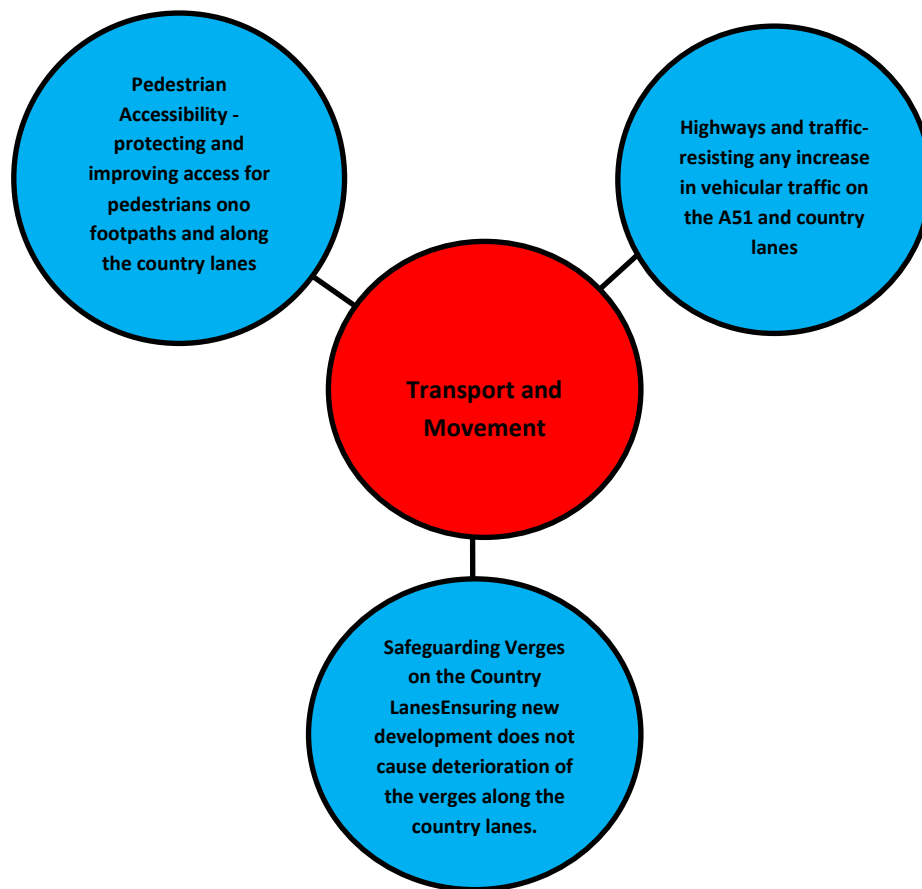 Pedestrian
Accessibility -
protecting and
improving access for
pedestrians ono
footpaths and along
the country lanes
Highways and traffic-
resisting any increase
in vehicular traffic on
the A51 and country
lanes
Transport and
Movement
Safeguarding Verges
on the Country
LanesEnsuring new
development does not
cause deterioration of
the verges along the
country lanes.